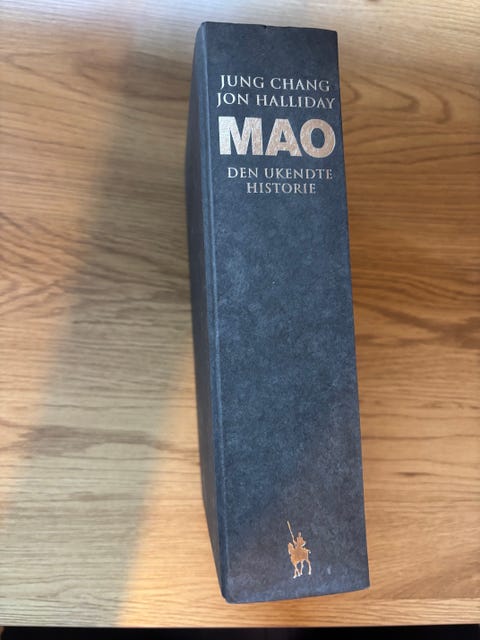 JUNG CHANG
JON HALLIDAY
MAO
DEN UKENDTE
HISTORIE